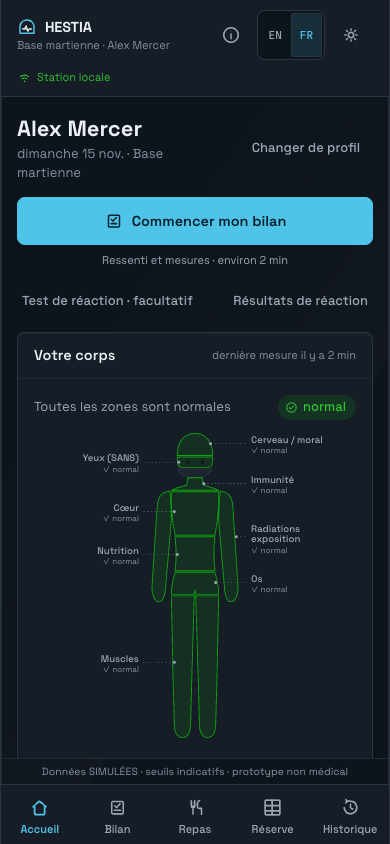 HESTIA
Base martienne · Alex Mercer
EN FR
Station locale
Alex Mercer
dimanche 15 nov. · Base
martienne
Changer de profil
Commencer mon bilan
Ressenti et mesures · environ 2 min
Test de réaction · facultatif
Résultats de réaction
Votre corps
dernière mesure il y a 2 min
Toutes les zones sont normales
normal
Cerveau / moral
√ normal
Yeux (SANS)
√ normal
Immunité
√ normal
Cœur
√ normal
Radiations
exposition
√ normal
Nutrition
√ normal
Os
√ normal
Muscles
√ normal
Données SIMULÉES · seuils indicatifs · prototype non médical
Accueil
Bilan
Repas
Réserve
Historique